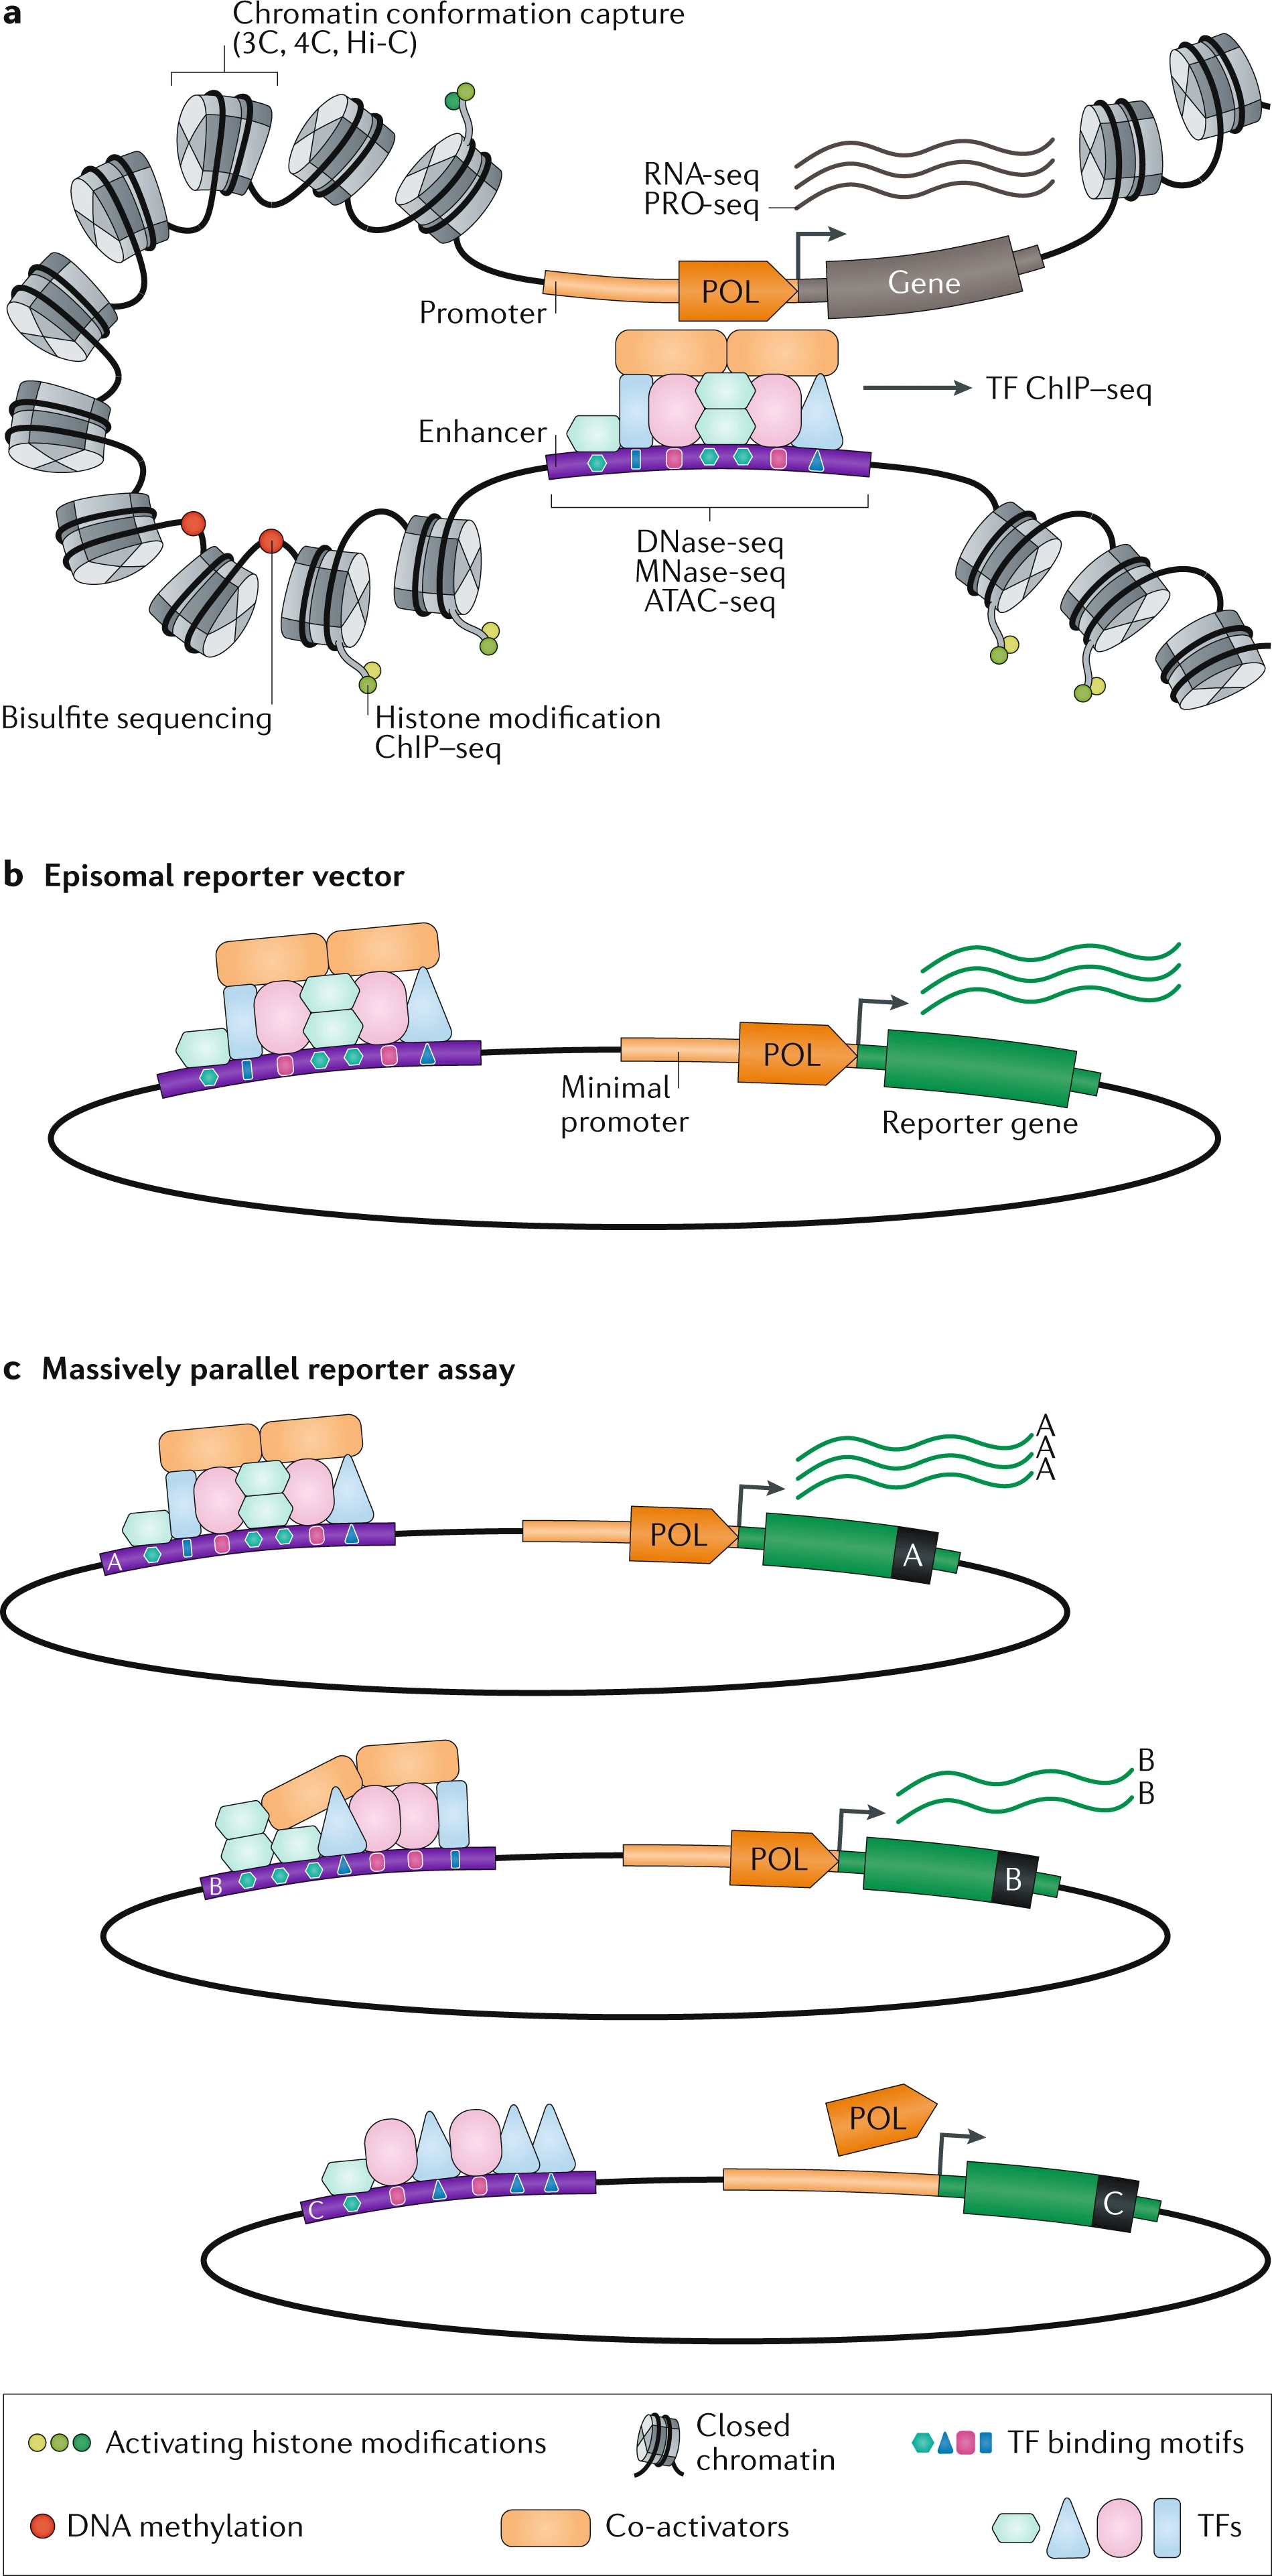 a
Chromatin conformation capture
(3C, 4C, Hi-C)
RNA-seq
PRO-seq
Promoter
POL
Gene
TF ChIP–seq
Enhancer
DNase-seq
MNase-seq
ATAC-seq
Bisulfite sequencing
Histone modification
ChIP–seq
b Episomal reporter vector
POL
Minimal
promoter
Reporter gene
c Massively parallel reporter assay
A
A
A
POL
A
A
B
B
POL
B
B
POL
C
C
Activating histone modifications
Closed
chromatin
TF binding motifs
DNA methylation
Co-activators
TFs